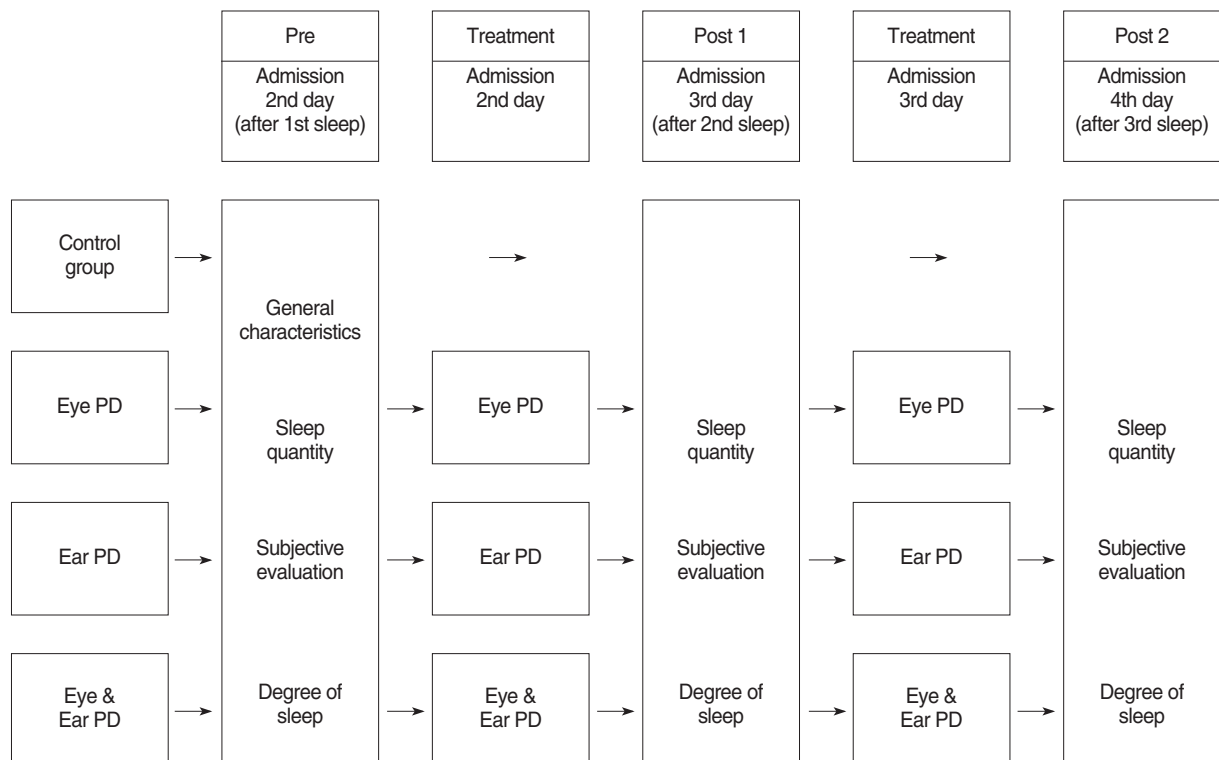 Pre
Admission
2nd day
(after 1st sleep)
Treatment
Admission
2nd day
Post 1
Admission
3rd day
(after 2nd sleep)
Treatment
Admission
3rd day
Post 2
Admission
4th day
(after 3rd sleep)
Control
group
Eye PD
Ear PD
Eye &
Ear PD
General
characteristics
Sleep
quantity
Subjective
evaluation
Degree of
sleep
Eye PD
Ear PD
Eye &
Ear PD
Sleep
quantity
Subjective
evaluation
Degree of
sleep
Eye PD
Ear PD
Eye &
Ear PD
Sleep
quantity
Subjective
evaluation
Degree of
sleep